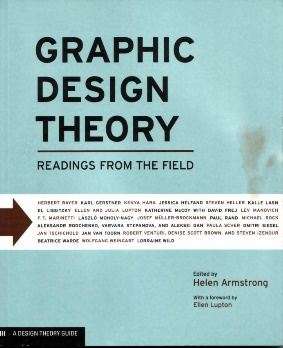 GRAPHIC
DESIGN
THEORY
READINGS FROM THE FIELD
HERBERT BAYER KARL GERSTNER KENYA HARA JESSICA HELFAND STEVEN HELLER KALLE LASN
EL LISSITZKY ELLEN AND JULIA LUPTON KATHERINE McCOY WITH DAVID FREJ LEV MANOVICH
F. T. MARINETTI LÁSZLÓ MOHOLY-NAGY JOSEF MÜLLER-BROCKMANN PAUL RAND MICHAEL ROCK
ALEKSANDR RODCHENKO, VARVARA STEPANOVA, AND ALEKSEI GAN PAULA SCHER DMITRI SIEGEL
JAN TSCHICHOLD JAN VAN TOORN ROBERT VENTURI, DENISE SCOTT BROWN, AND STEVEN IZENOUR
BEATRICE WARDE WOLFGANG WEINGART LORRAINE WILD
Edited by
Helen Armstrong
With a foreword by
Ellen Lupton
A DESIGN THEORY GUIDE